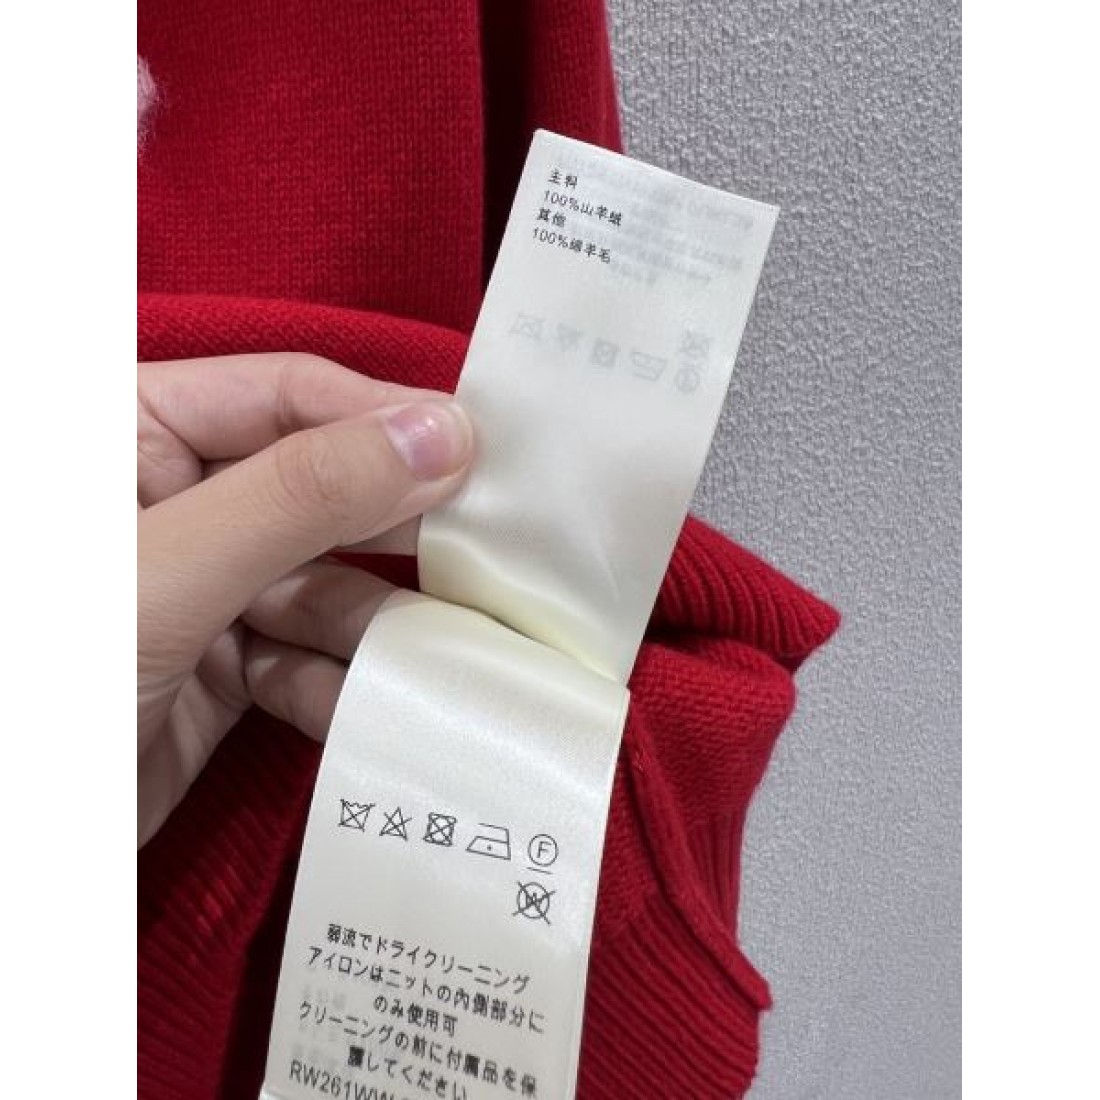 主料
100%山羊绒
其他
100%绵羊毛
F
W
弱流でドライクリーニング
アイロンはニットの內側部分に
のみ使用可
クリーニングの前に付属品を保
護してください
RW261WW